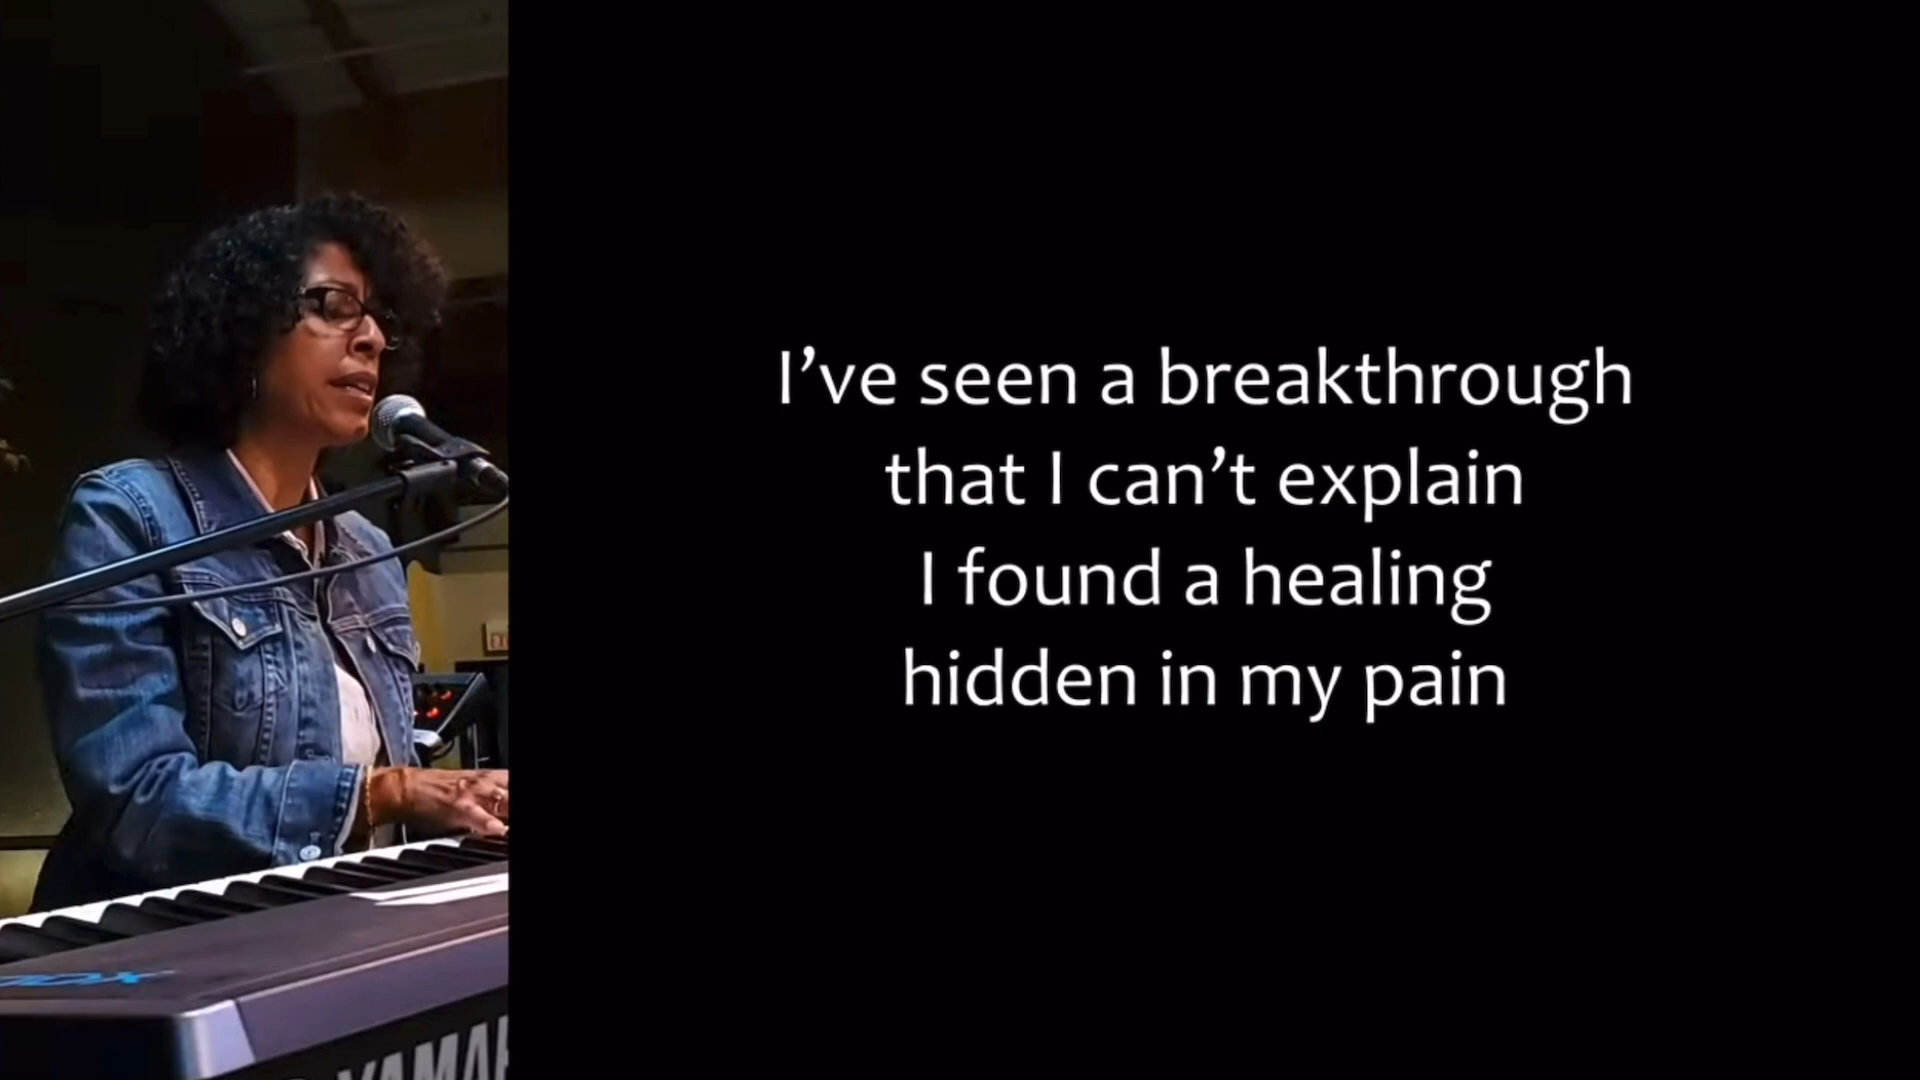 I've seen a breakthrough
that I can't explain
I found a healing
hidden in my pain